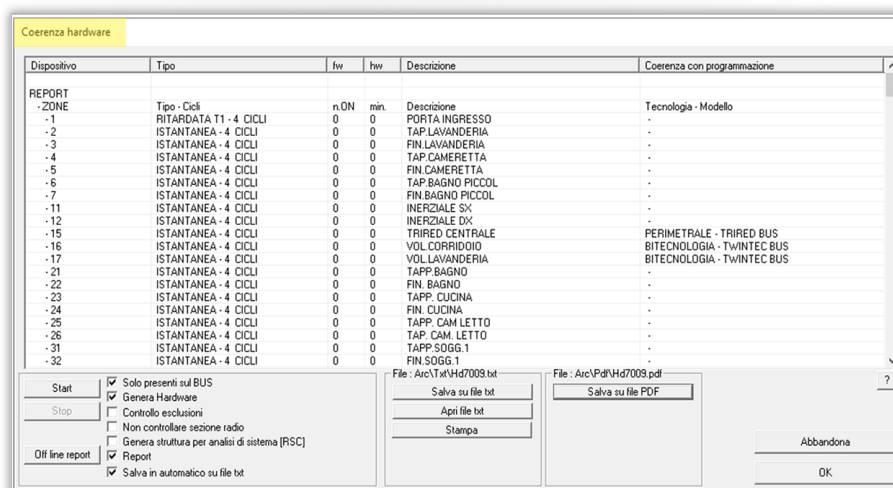 Coerenza hardware
Dispositivo Tipo fw hw Descrizione Coerenza con programmazione
REPORT
- ZONE Tipo - Cicli n.ON min. Descrizione Tecnologia - Modello
- 1 RITARDATA T1 - 4 CICLI 0 0 PORTA INGRESSO -
- 2 ISTANTANEA - 4 CICLI 0 0 TAP.LAVANDERIA -
- 3 ISTANTANEA - 4 CICLI 0 0 FIN.LAVANDERIA -
- 4 ISTANTANEA - 4 CICLI 0 0 TAP.CAMERETTA -
- 5 ISTANTANEA - 4 CICLI 0 0 FIN.CAMERETTA -
- 6 ISTANTANEA - 4 CICLI 0 0 TAP.BAGNO PICCOL -
- 7 ISTANTANEA - 4 CICLI 0 0 FIN.BAGNO PICCOL -
- 11 ISTANTANEA - 4 CICLI 0 0 INERZIALE SX -
- 12 ISTANTANEA - 4 CICLI 0 0 INERZIALE DX -
- 15 ISTANTANEA - 4 CICLI 0 0 TRIRED CENTRALE PERIMETRALE - TRIRED BUS
- 16 ISTANTANEA - 4 CICLI 0 0 VOL.CORRIDOIO BITECNOLOGIA - TWINTEC BUS
- 17 ISTANTANEA - 4 CICLI 0 0 VOL.LAVANDERIA BITECNOLOGIA - TWINTEC BUS
- 21 ISTANTANEA - 4 CICLI 0 0 TAPP.BAGNO -
- 22 ISTANTANEA - 4 CICLI 0 0 FIN. BAGNO -
- 23 ISTANTANEA - 4 CICLI 0 0 TAPP. CUCINA -
- 24 ISTANTANEA - 4 CICLI 0 0 FIN. CUCINA -
- 25 ISTANTANEA - 4 CICLI 0 0 TAPP. CAM LETTO -
- 26 ISTANTANEA - 4 CICLI 0 0 TAP. CAM. LETTO -
- 31 ISTANTANEA - 4 CICLI 0 0 TAPP.SOGG.1 -
- 32 ISTANTANEA - 4 CICLI 0 0 FIN.SOGG.1 -
Start
Stop
Off line report
Solo presenti sul BUS
Genera Hardware
Controllo esclusioni
Non controllare sezione radio
Genera struttura per analisi di sistema [RSC]
Report
Salva in automatico su file txt
File : Arc\Txt\Hd7009.txt
Salva su file txt
Apri file txt
Stampa
File : Arc\Pdf\Hd7009.pdf
Salva su file PDF
?
Abbandona
OK